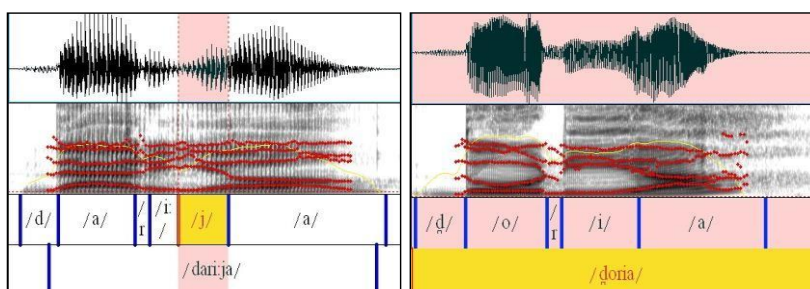 /d/ /a/ /r /i: / /j/ /a/
/dari:ja/
/d̪/ /o/ /r /i/ /a/
/d̪oria/